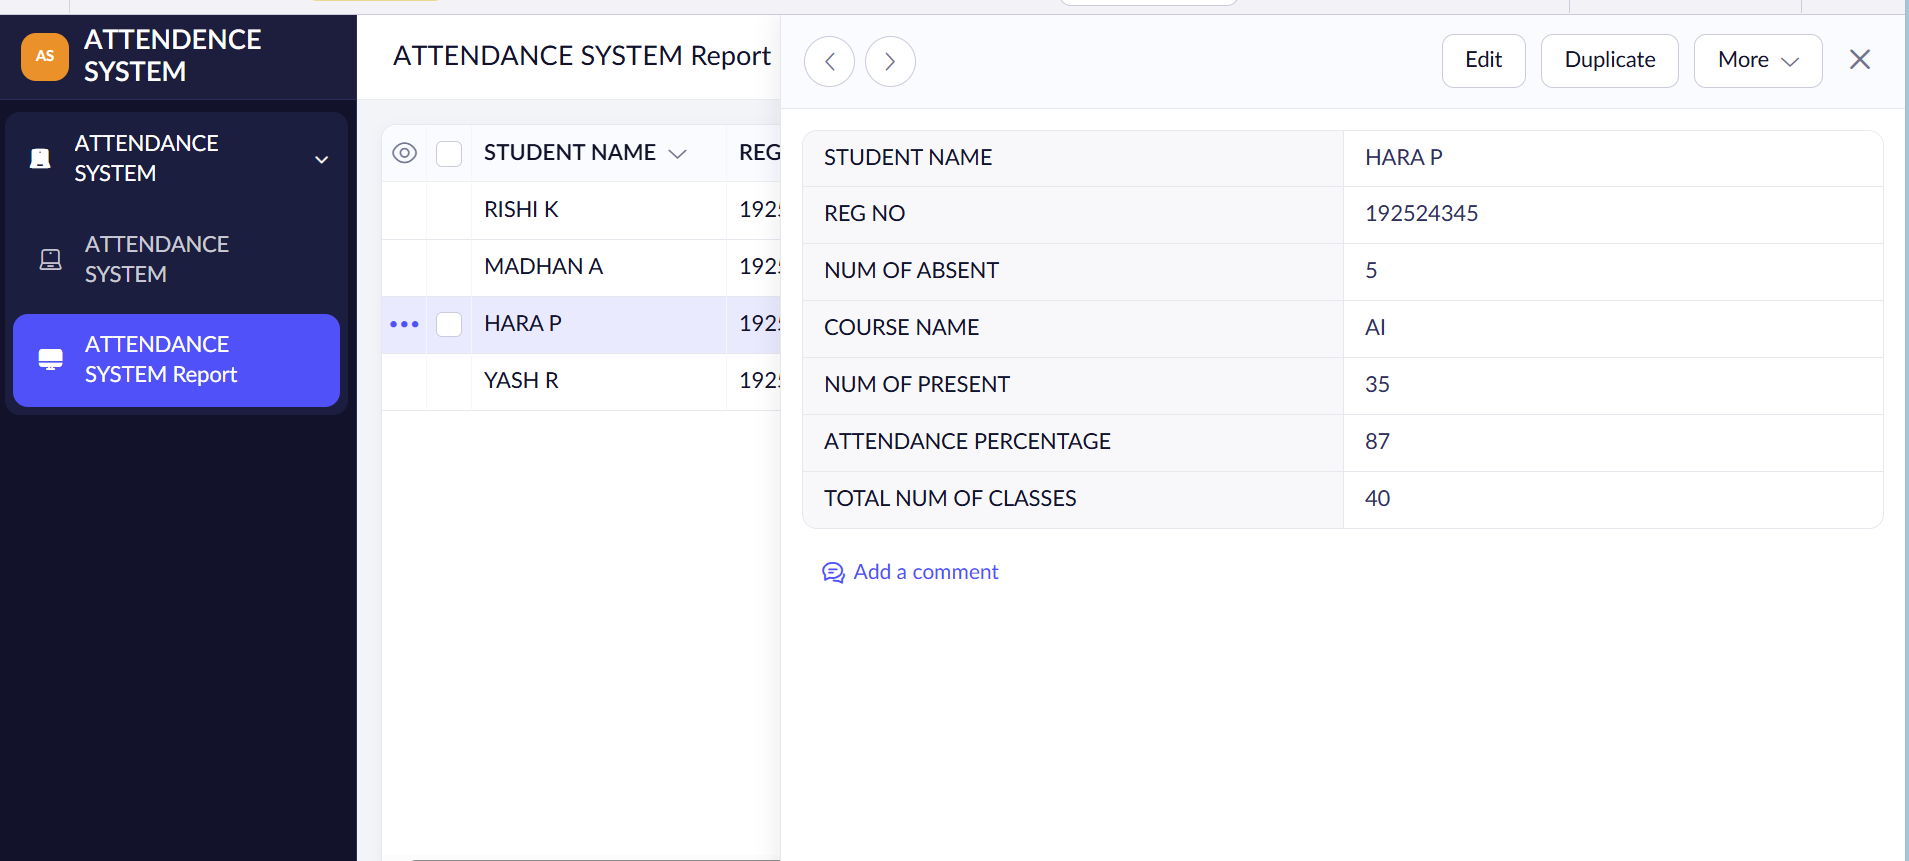 AS
ATTENDENCE
SYSTEM
ATTENDANCE
SYSTEM
ATTENDANCE
SYSTEM
ATTENDANCE
SYSTEM Report
ATTENDANCE SYSTEM Report
STUDENT NAME REG
RISHI K
MADHAN A
HARA P
YASH R
Edit Duplicate More
STUDENT NAME HARA P
REG NO 192524345
NUM OF ABSENT 5
COURSE NAME AI
NUM OF PRESENT 35
ATTENDANCE PERCENTAGE 87
TOTAL NUM OF CLASSES 40
Add a comment